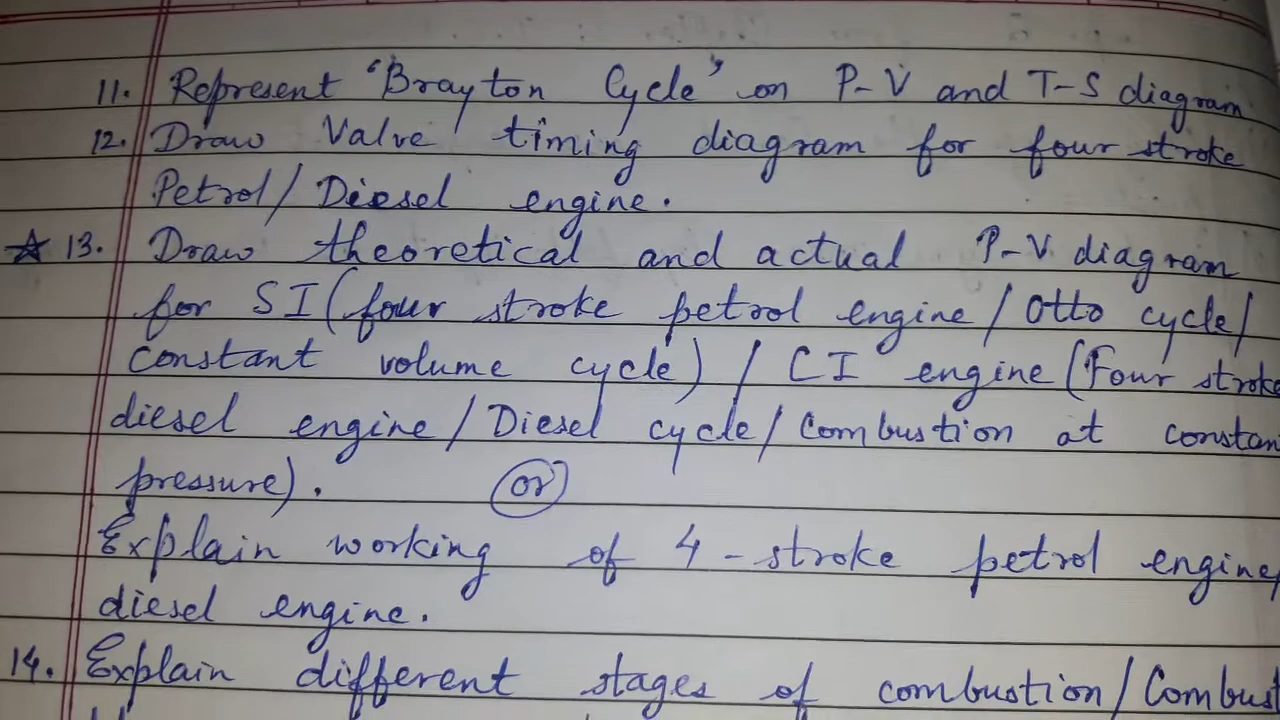 11. Represent 'Brayton Cycle' on P-V and T-S diagram
12. Draw Valve timing diagram for four stroke
Petrol/Diesel engine.
☆ 13. Draw theoretical and actual P-V diagram
for SI (four stroke petrol engine/Otto cycle/
constant volume cycle) / CI engine (Four stroke
diesel engine/Diesel cycle/Combustion at constan
pressure). or
Explain working of 4-stroke petrol engine/
diesel engine.
14. Explain different stages of combustion/Combus